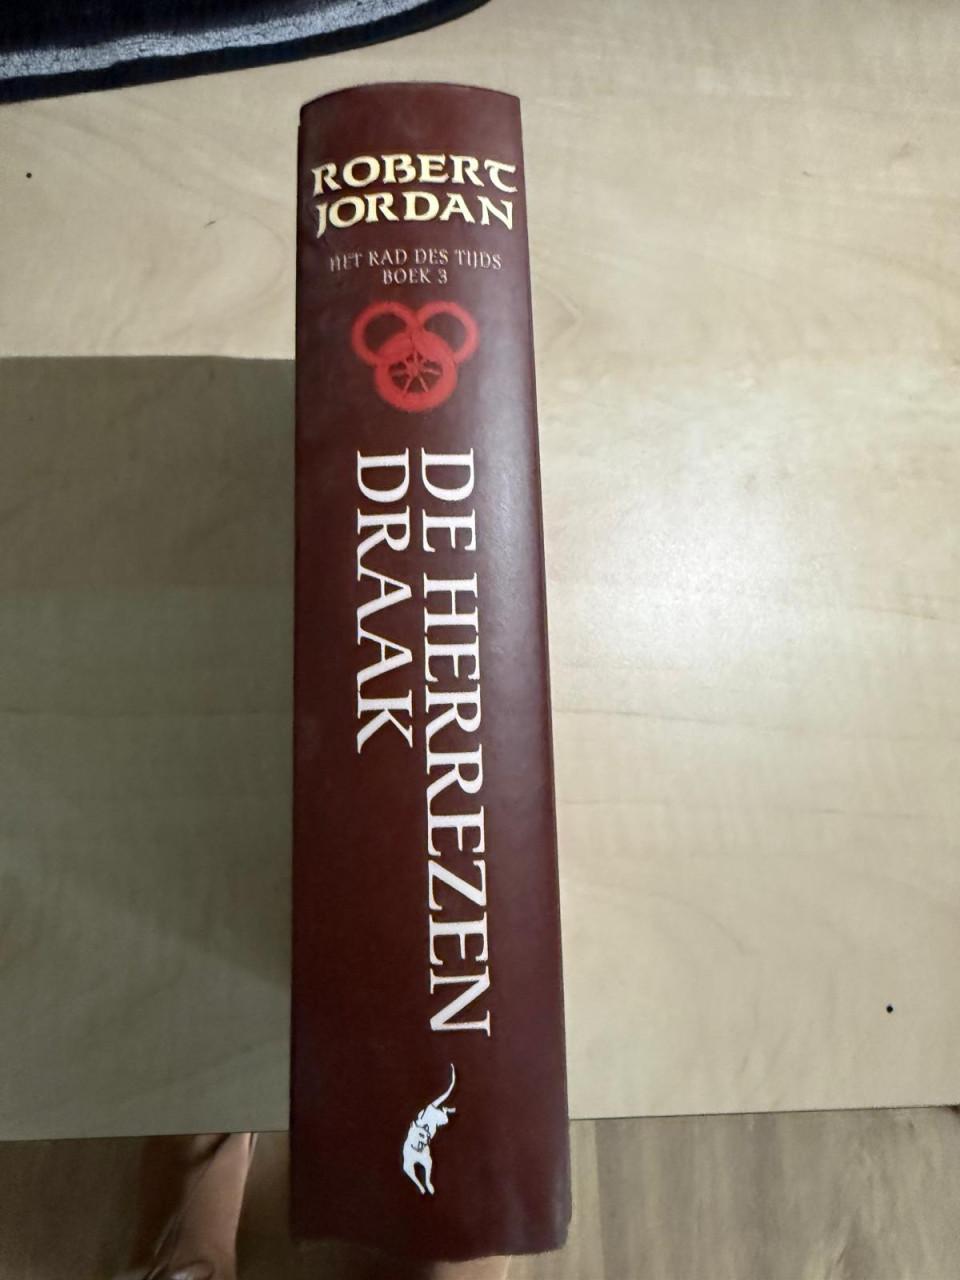 ROBERT
JORDAN
HET RAD DES TIJDS
BOEK 3
DE HERREZEN
DRAAK